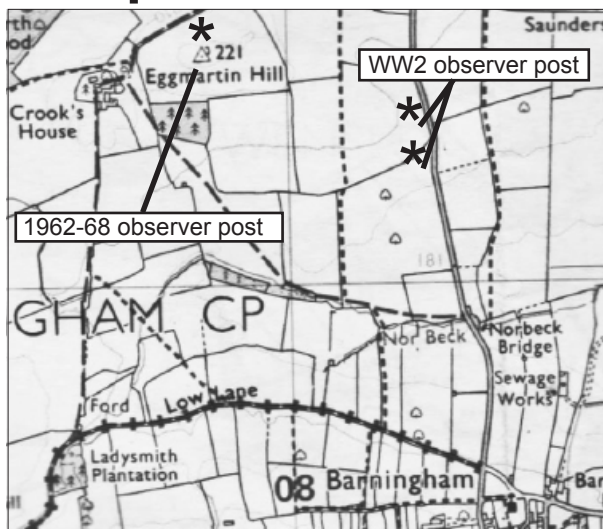 Saunders
221
Eggmartin Hill
WW2 observer post
Crook's
House
1962-68 observer post
181
GHAM CP
Nor Beck
Norbeck
Bridge
Sewage
Works
Ford
Low Lane
Ladysmith
Plantation
08
Barningham
Bar